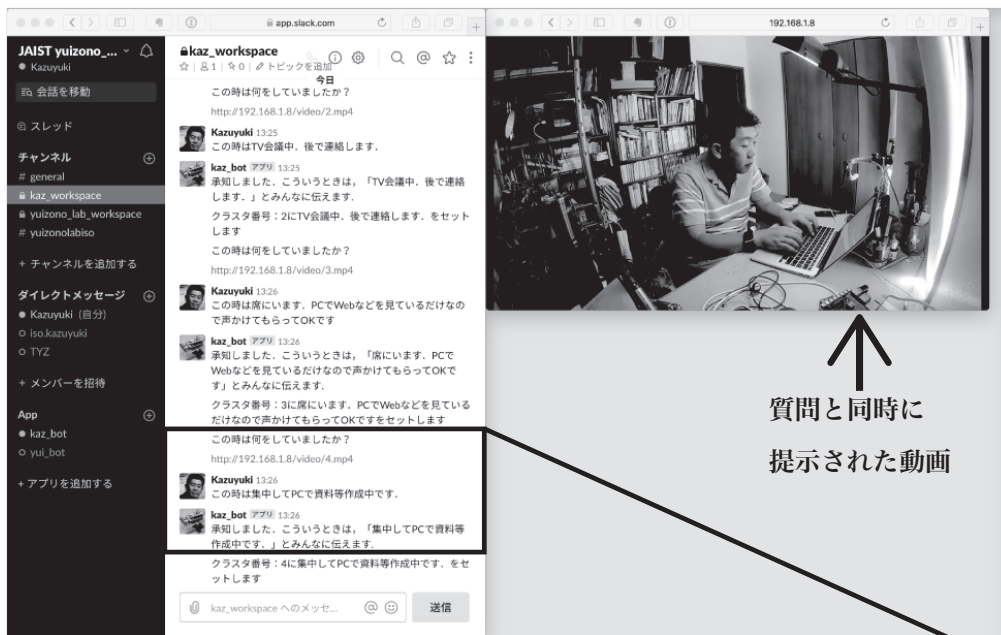 app.slack.com
JAIST yuizono_...
Kazuyuki
会話を移動
スレッド
チャンネル
# general
kaz_workspace
yuizono_lab_workspace
# yuizonolabiso
+ チャンネルを追加する
ダイレクトメッセージ
Kazuyuki (自分)
iso.kazuyuki
TYZ
+ メンバーを招待
App
kaz_bot
yui_bot
+ アプリを追加する
kaz_workspace
1 | 0 | トピックを追加
今日
この時は何をしていましたか？
http://192.168.1.8/video/2.mp4
Kazuyuki 13:25
この時はTV会議中．後で連絡します．
kaz_bot アプリ 13:25
承知しました．こういうときは，「TV会議中．後で連絡
します．」とみんなに伝えます．
クラスタ番号：2にTV会議中．後で連絡します．をセット
します
この時は何をしていましたか？
http://192.168.1.8/video/3.mp4
Kazuyuki 13:26
この時は席にいます．PCでWebなどを見ているだけなの
で声かけてもらってOKです
kaz_bot アプリ 13:26
承知しました．こういうときは，「席にいます．PCで
Webなどを見ているだけなので声かけてもらってOKで
す」とみんなに伝えます．
クラスタ番号：3に席にいます．PCでWebなどを見ている
だけなので声かけてもらってOKですをセットします
この時は何をしていましたか？
http://192.168.1.8/video/4.mp4
Kazuyuki 13:26
この時は集中してPCで資料等作成中です．
kaz_bot アプリ 13:26
承知しました．こういうときは，「集中してPCで資料等
作成中です．」とみんなに伝えます．
クラスタ番号：4に集中してPCで資料等作成中です．をセ
ットします
kaz_workspace へのメッセ...
送信
192.168.1.8
質問と同時に
提示された動画